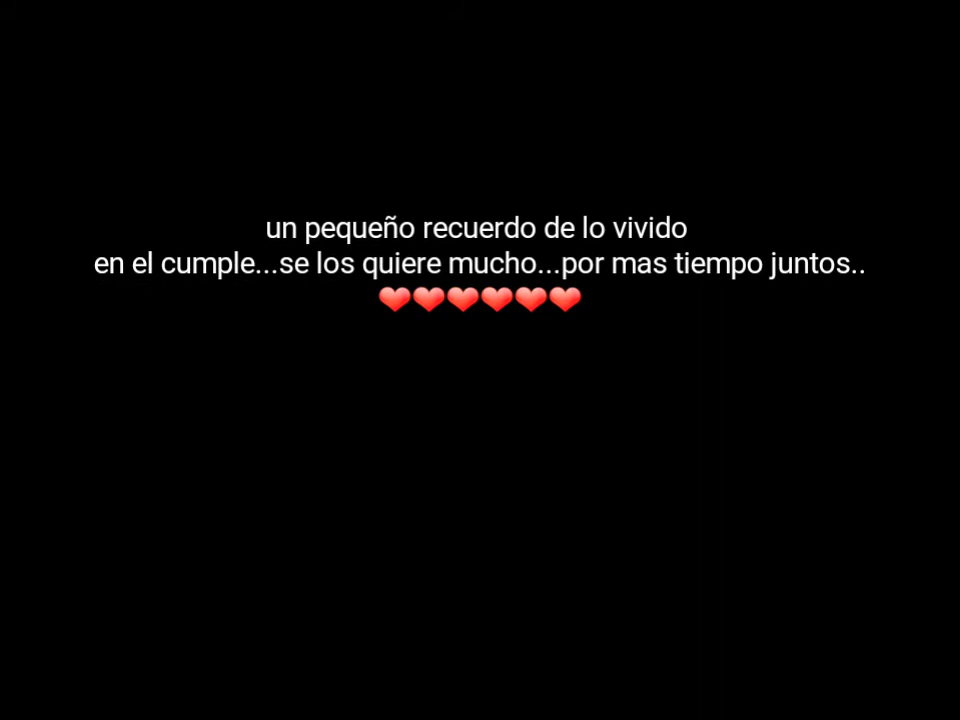 un pequeño recuerdo de lo vivido
en el cumple...se los quiere mucho...por mas tiempo juntos..
❤❤❤❤❤❤